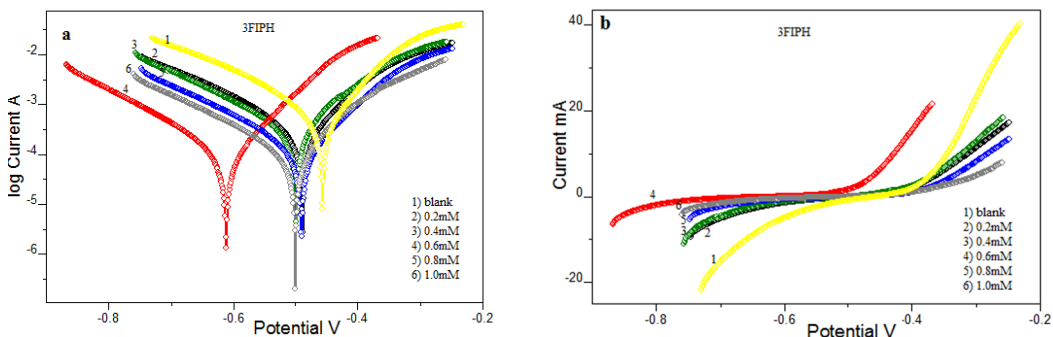 a
3FIPH
log Current A
-2
-3
-4
-5
-6
1
3
2
5
6
4
1) blank
2) 0.2mM
3) 0.4mM
4) 0.6mM
5) 0.8mM
6) 1.0mM
-0.8
-0.6
-0.4
-0.2
Potential V
b
3FIPH
Current mA
40
20
0
-20
4
6
5
3
2
1
1) blank
2) 0.2mM
3) 0.4mM
4) 0.6mM
5) 0.8mM
6) 1.0mM
-0.8
-0.6
-0.4
-0.2
Potential V